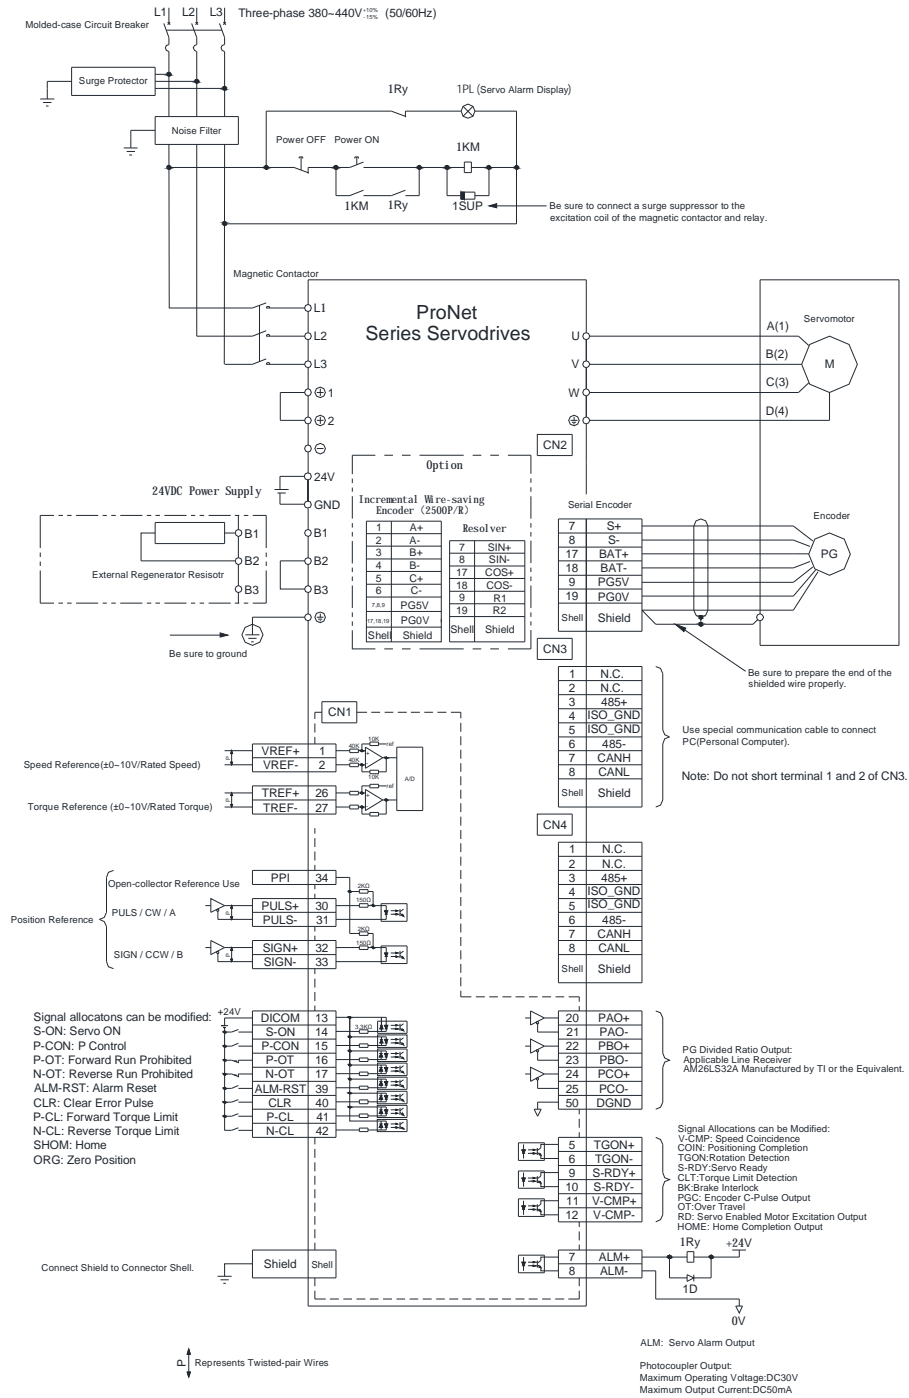 L1 L2 L3 Three-phase 380~440V +10% -15% (50/60Hz)
Molded-case Circuit Breaker
Surge Protector
Noise Filter
1Ry
1PL (Servo Alarm Display)
Power OFF Power ON
1KM
1KM 1Ry 1SUP
Be sure to connect a surge suppressor to the
excitation coil of the magnetic contactor and relay.
Magnetic Contactor
ProNet
Series Servodrives
L1
L2
L3
1
2
24V
GND
B1
B2
B3
24VDC Power Supply
B1
B2
B3
External Regenerator Resisotr
Be sure to ground
U
V
W
A(1)
B(2)
C(3)
D(4)
Servomotor
M
CN2
Option
Incremental Wire-saving
Encoder (2500P/R)
1 A+
2 A-
3 B+
4 B-
5 C+
6 C-
7,8,9 PG5V
17,18,19 PG0V
Shell Shield
Resolver
7 SIN+
8 SIN-
17 COS+
18 COS-
9 R1
19 R2
Shell Shield
Serial Encoder
7 S+
8 S-
17 BAT+
18 BAT-
9 PG5V
19 PG0V
Shell Shield
Encoder
PG
Be sure to prepare the end of the
shielded wire properly.
CN3
1 N.C.
2 N.C.
3 485+
4 ISO_GND
5 ISO_GND
6 485-
7 CANH
8 CANL
Shell Shield
Use special communication cable to connect
PC(Personal Computer).
Note: Do not short terminal 1 and 2 of CN3.
CN4
1 N.C.
2 N.C.
3 485+
4 ISO_GND
5 ISO_GND
6 485-
7 CANH
8 CANL
Shell Shield
CN1
Speed Reference(±0~10V/Rated Speed)
P
VREF+ 1
VREF- 2
40K
40K
10K
10K
ref
A/D
Torque Reference (±0~10V/Rated Torque)
P
TREF+ 26
TREF- 27
ref
Position Reference
Open-collector Reference Use
PULS / CW / A
SIGN / CCW / B
PPI 34
P
PULS+ 30
PULS- 31
P
SIGN+ 32
SIGN- 33
2KΩ
150Ω
2KΩ
150Ω
Signal allocatons can be modified:
S-ON: Servo ON
P-CON: P Control
P-OT: Forward Run Prohibited
N-OT: Reverse Run Prohibited
ALM-RST: Alarm Reset
CLR: Clear Error Pulse
P-CL: Forward Torque Limit
N-CL: Reverse Torque Limit
SHOM: Home
ORG: Zero Position
+24V
DICOM 13
S-ON 14
P-CON 15
P-OT 16
N-OT 17
ALM-RST 39
CLR 40
P-CL 41
N-CL 42
3.3KΩ
20 PAO+
21 PAO-
22 PBO+
23 PBO-
24 PCO+
25 PCO-
50 DGND
PG Divided Ratio Output:
Applicable Line Receiver
AM26LS32A Manufactured by TI or the Equivalent.
5 TGON+
6 TGON-
9 S-RDY+
10 S-RDY-
11 V-CMP+
12 V-CMP-
Signal Allocations can be Modified:
V-CMP: Speed Coincidence
COIN: Positioning Completion
TGON:Rotation Detection
S-RDY:Servo Ready
CLT:Torque Limit Detection
BK:Brake Interlock
PGC: Encoder C-Pulse Output
OT:Over Travel
RD: Servo Enabled Motor Excitation Output
HOME: Home Completion Output
7 ALM+
8 ALM-
1Ry
+24V
1D
0V
Connect Shield to Connector Shell.
Shield Shell
ALM: Servo Alarm Output
P Represents Twisted-pair Wires
Photocoupler Output:
Maximum Operating Voltage:DC30V
Maximum Output Current:DC50mA